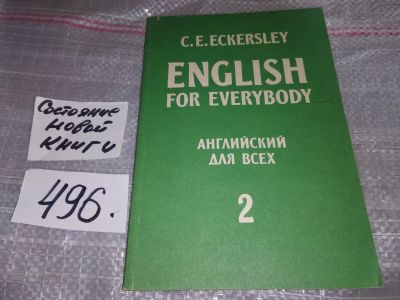 C. E. ECKERSLEY
ENGLISH
FOR EVERYBODY
АНГЛИЙСКИЙ
ДЛЯ ВСЕХ
2
Состояние
новой
книги
496.